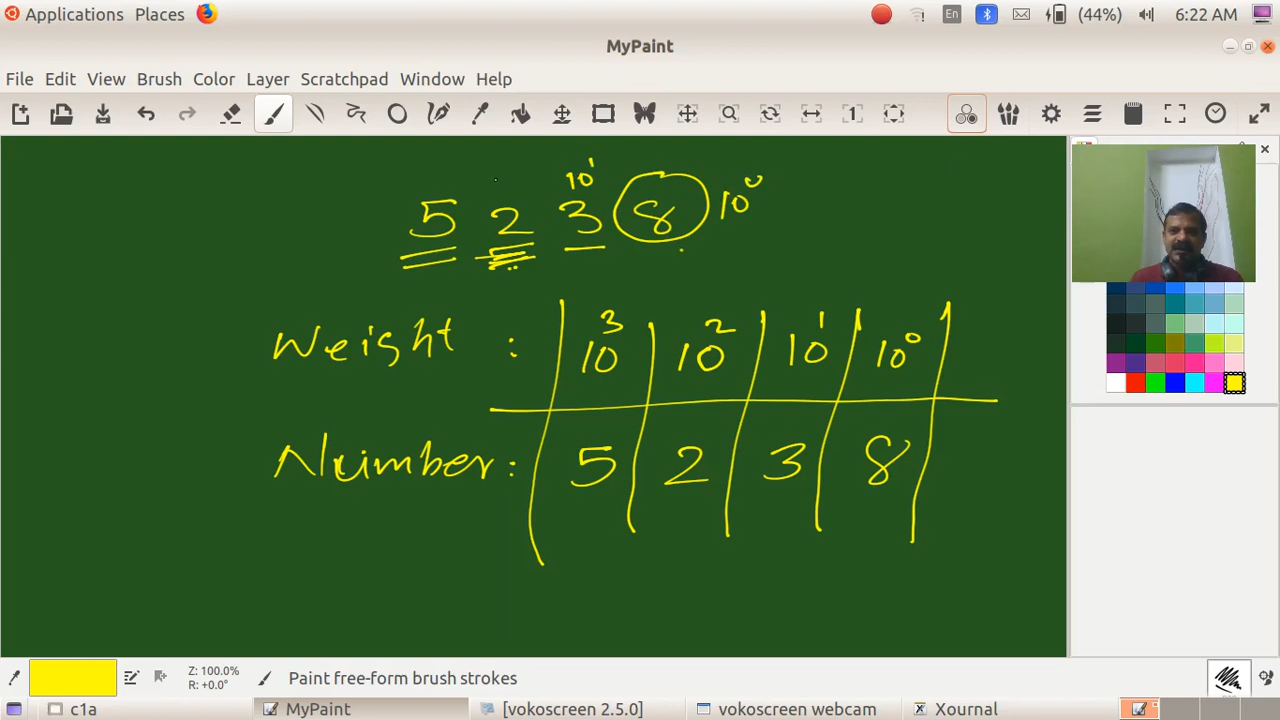 Applications Places En (44%) 6:22 AM
MyPaint
File Edit View Brush Color Layer Scratchpad Window Help
1
10¹
5 2 3 8 10⁰
Weight : 10³ 10² 10¹ 10⁰
Number: 5 2 3 8
Z: 100.0%
R: +0.0°
Paint free-form brush strokes
c1a MyPaint [vokoscreen 2.5.0] vokoscreen webcam Xournal